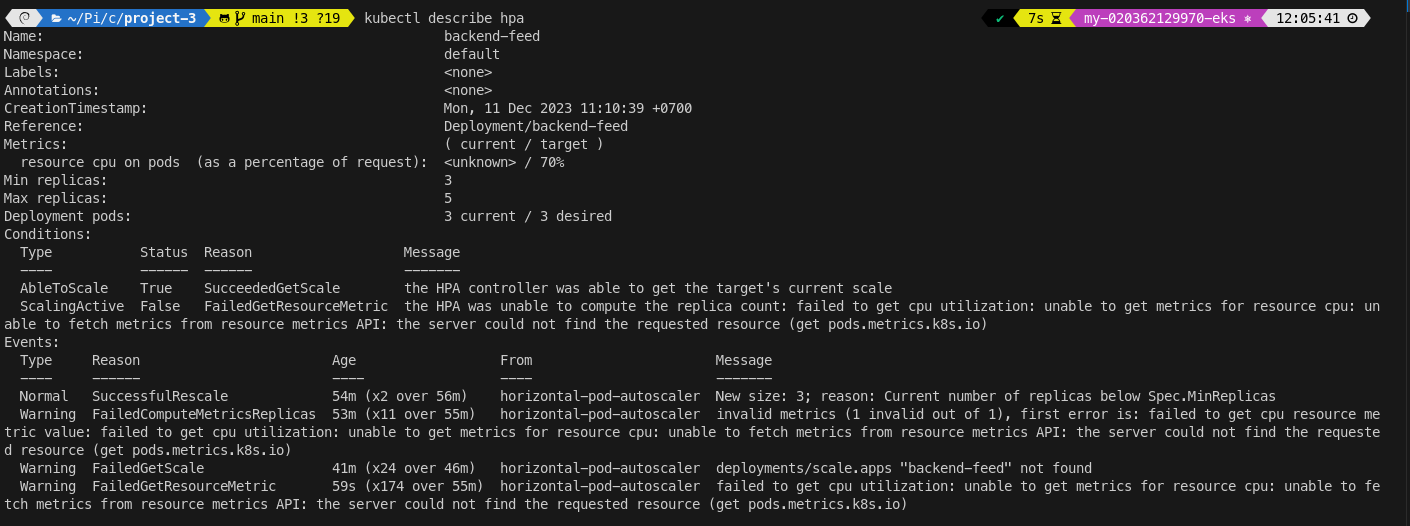 ~/Pi/c/project-3 main !3 ?19 kubectl describe hpa ✔ 7s my-020362129970-eks 12:05:41
Name: backend-feed
Namespace: default
Labels: <none>
Annotations: <none>
CreationTimestamp: Mon, 11 Dec 2023 11:10:39 +0700
Reference: Deployment/backend-feed
Metrics: ( current / target )
resource cpu on pods (as a percentage of request): <unknown> / 70%
Min replicas: 3
Max replicas: 5
Deployment pods: 3 current / 3 desired
Conditions:
Type Status Reason Message
---- ------ ------ -------
AbleToScale True SucceededGetScale the HPA controller was able to get the target's current scale
ScalingActive False FailedGetResourceMetric the HPA was unable to compute the replica count: failed to get cpu utilization: unable to get metrics for resource cpu: un
able to fetch metrics from resource metrics API: the server could not find the requested resource (get pods.metrics.k8s.io)
Events:
Type Reason Age From Message
---- ------ ---- ---- -------
Normal SuccessfulRescale 54m (x2 over 56m) horizontal-pod-autoscaler New size: 3; reason: Current number of replicas below Spec.MinReplicas
Warning FailedComputeMetricsReplicas 53m (x11 over 55m) horizontal-pod-autoscaler invalid metrics (1 invalid out of 1), first error is: failed to get cpu resource me
tric value: failed to get cpu utilization: unable to get metrics for resource cpu: unable to fetch metrics from resource metrics API: the server could not find the requeste
d resource (get pods.metrics.k8s.io)
Warning FailedGetScale 41m (x24 over 46m) horizontal-pod-autoscaler deployments/scale.apps "backend-feed" not found
Warning FailedGetResourceMetric 59s (x174 over 55m) horizontal-pod-autoscaler failed to get cpu utilization: unable to get metrics for resource cpu: unable to fe
tch metrics from resource metrics API: the server could not find the requested resource (get pods.metrics.k8s.io)